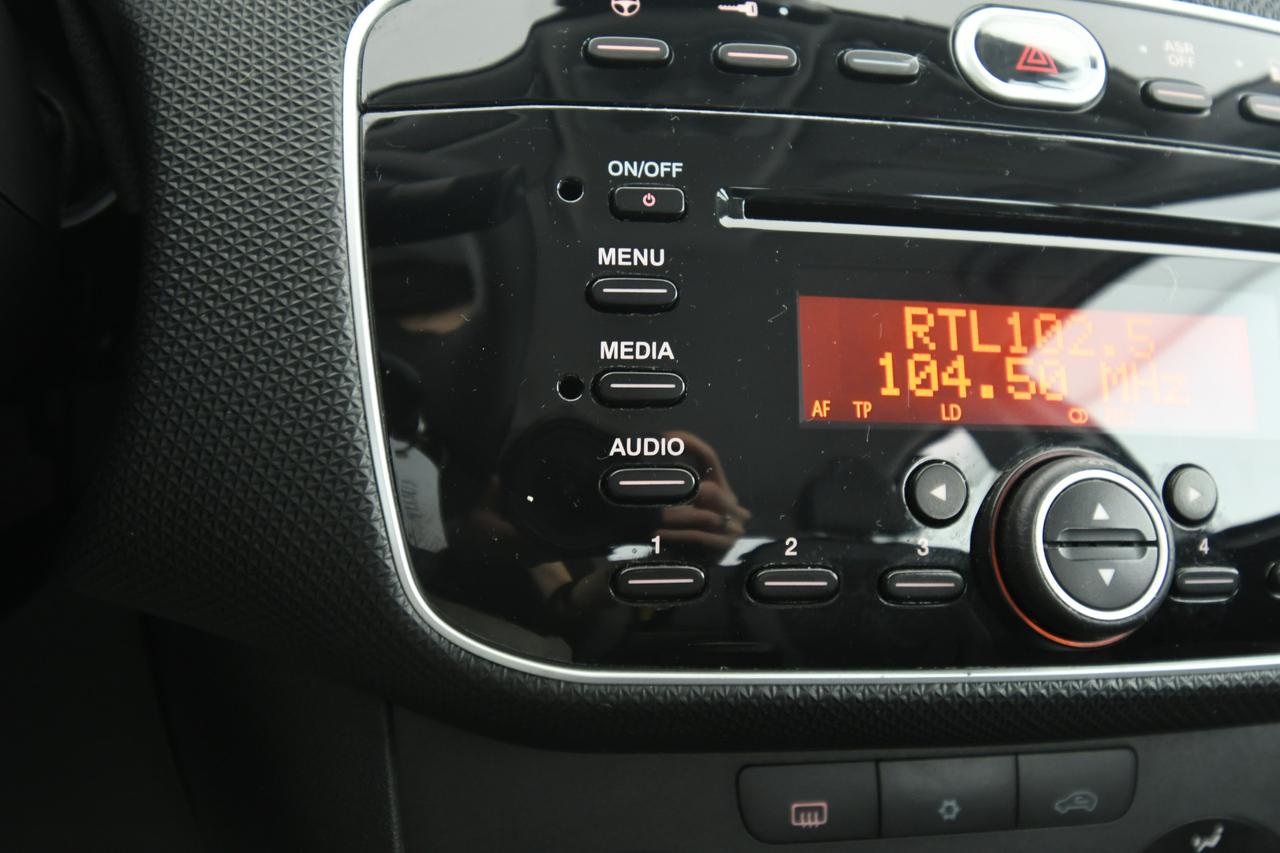 ASR
OFF
ON/OFF
MENU
MEDIA
AUDIO
RTL102.5
104.50 MHz
AF TP LD
1 2 3 4